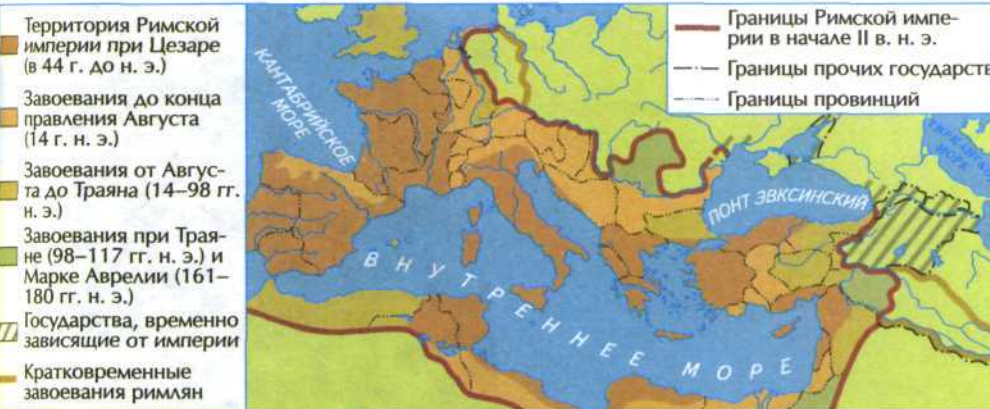 Территория Римской
империи при Цезаре
(в 44 г. до н. э.)
Завоевания до конца
правления Августа
(14 г. н. э.)
Завоевания от Авгус-
та до Траяна (14–98 гг.
н. э.)
Завоевания при Трая-
не (98–117 гг. н. э.) и
Марке Аврелии (161–
180 гг. н. э.)
Государства, временно
зависящие от империи
Кратковременные
завоевания римлян
Границы Римской импе-
рии в начале II в. н. э.
Границы прочих государств
Границы провинций
КАНТАБРИЙСКОЕ
МОРЕ
ПОНТ ЭВКСИНСКИЙ
ВНУТРЕННЕЕ МОРЕ